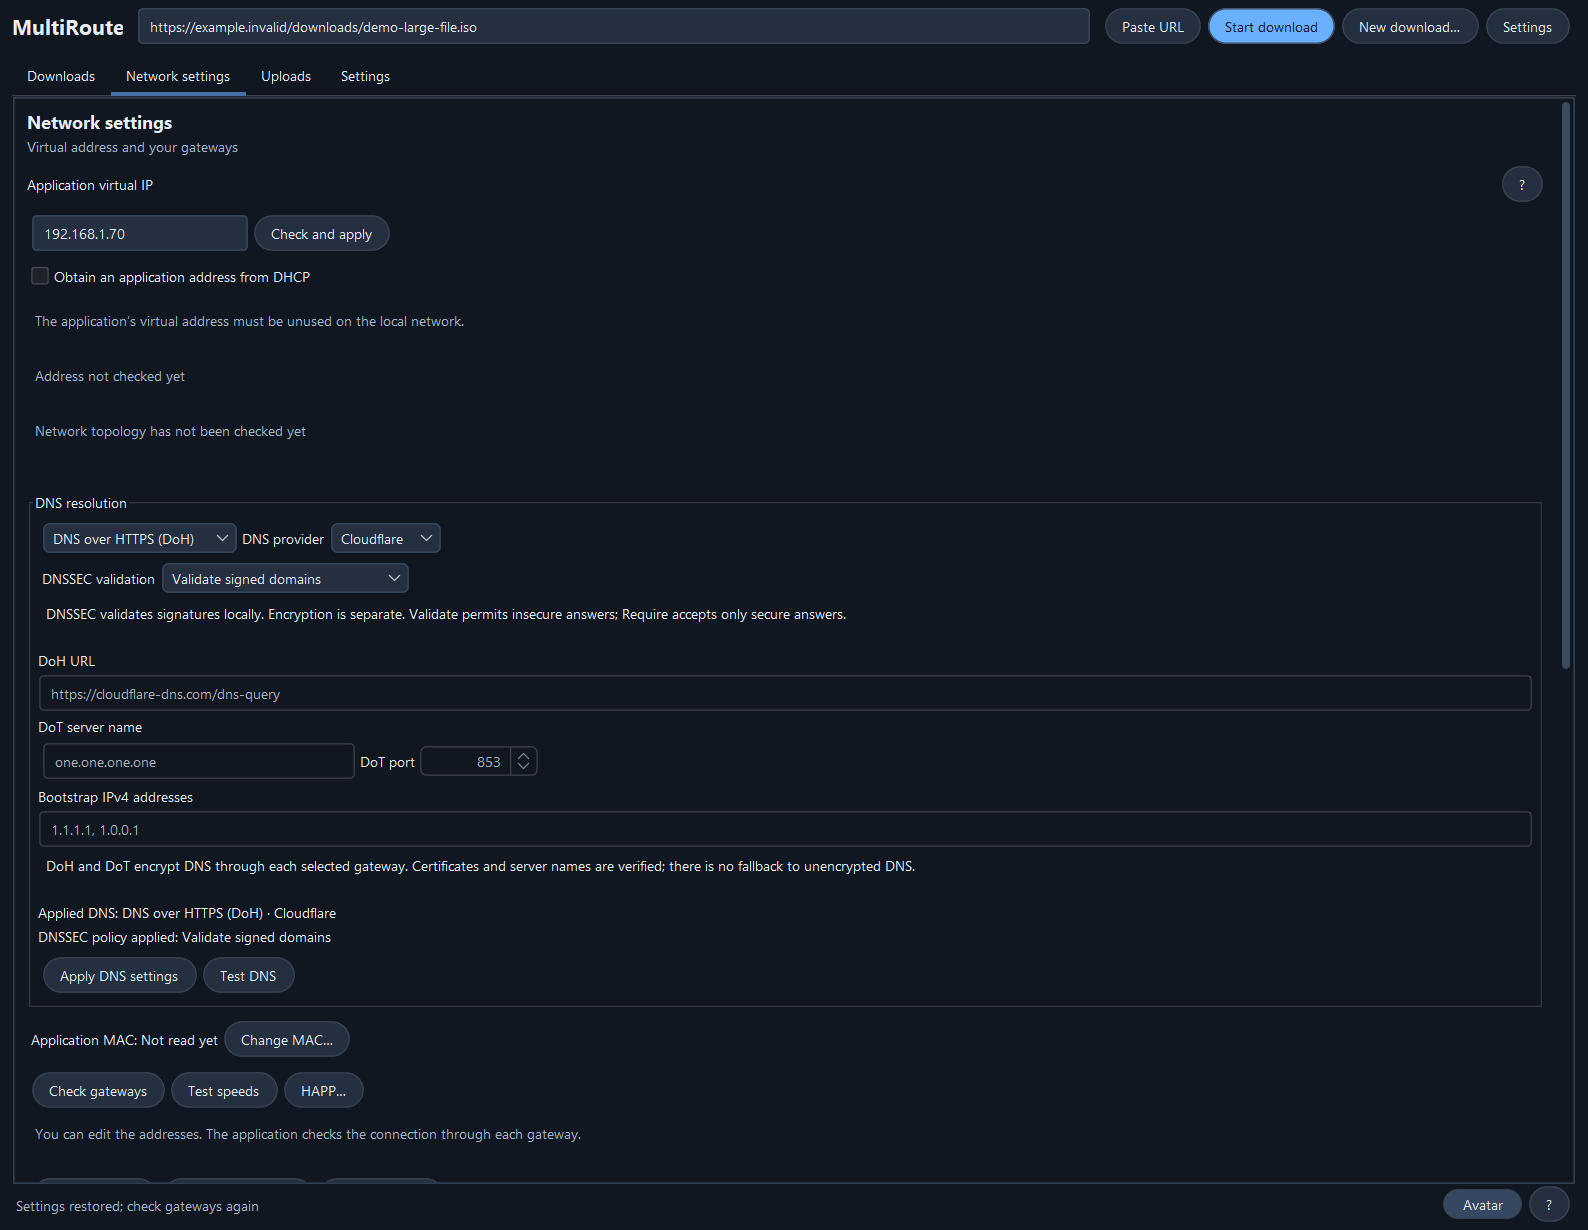 MultiRoute
https://example.invalid/downloads/demo-large-file.iso
Paste URL
Start download
New download...
Settings
Downloads
Network settings
Uploads
Settings
Network settings
Virtual address and your gateways
Application virtual IP
?
192.168.1.70
Check and apply
Obtain an application address from DHCP
The application's virtual address must be unused on the local network.
Address not checked yet
Network topology has not been checked yet
DNS resolution
DNS over HTTPS (DoH)
DNS provider
Cloudflare
DNSSEC validation
Validate signed domains
DNSSEC validates signatures locally. Encryption is separate. Validate permits insecure answers; Require accepts only secure answers.
DoH URL
https://cloudflare-dns.com/dns-query
DoT server name
one.one.one.one
DoT port
853
Bootstrap IPv4 addresses
1.1.1.1, 1.0.0.1
DoH and DoT encrypt DNS through each selected gateway. Certificates and server names are verified; there is no fallback to unencrypted DNS.
Applied DNS: DNS over HTTPS (DoH) · Cloudflare
DNSSEC policy applied: Validate signed domains
Apply DNS settings
Test DNS
Application MAC: Not read yet
Change MAC...
Check gateways
Test speeds
HAPP...
You can edit the addresses. The application checks the connection through each gateway.
Settings restored; check gateways again
Avatar
?